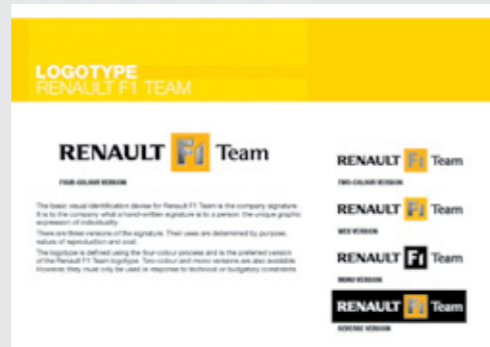 LOGOTYPE
RENAULT F1 TEAM
RENAULT F1 Team
FOUR-COLOUR VERSION
The basic visual identification device for Renault F1 Team is the company signature.
It is to the company what a hand-written signature is to a person: the unique graphic
expression of individuality.
There are three versions of the signature. Their uses are determined by purpose,
nature of reproduction and cost.
The logotype is defined using the four-colour process and is the preferred version
of the Renault F1 Team logotype. Two-colour and mono versions are also available.
However, they must only be used in response to technical or budgetary constraints.
RENAULT F1 Team
TWO-COLOUR VERSION
RENAULT F1 Team
WEB VERSION
RENAULT F1 Team
MONO VERSION
RENAULT F1 Team
REVERSE VERSION